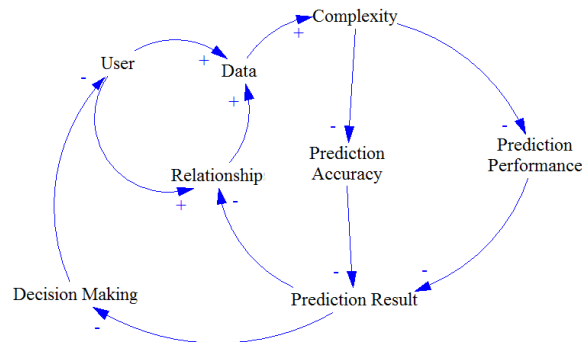 Complexity
User
Data
+
+
-
+
-
-
Prediction
Accuracy
Prediction
Performance
Relationship
+
-
-
-
Decision Making
Prediction Result
-